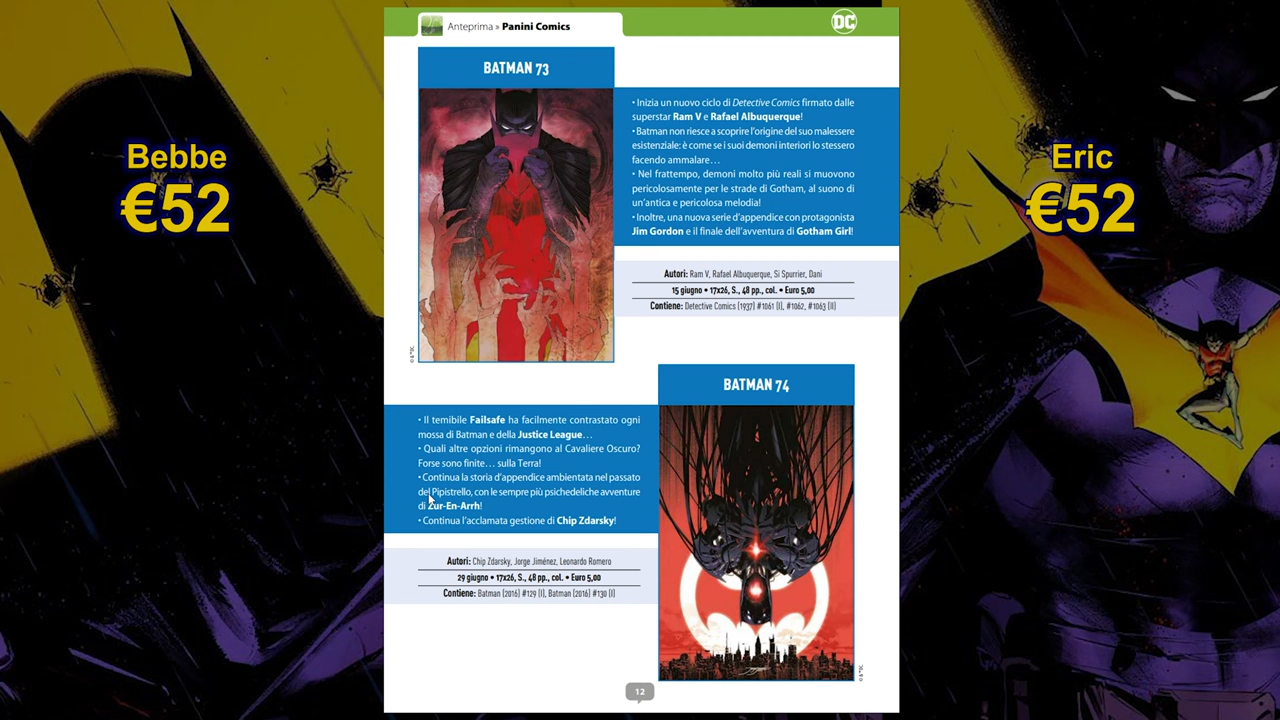 Anteprima » Panini Comics
DC
Bebbe
€52
Eric
€52
BATMAN 73
• Inizia un nuovo ciclo di Detective Comics firmato dalle
superstar Ram V e Rafael Albuquerque!
• Batman non riesce a scoprire l'origine del suo malessere
esistenziale: è come se i suoi demoni interiori lo stessero
facendo ammalare…
• Nel frattempo, demoni molto più reali si muovono
pericolosamente per le strade di Gotham, al suono di
un'antica e pericolosa melodia!
• Inoltre, una nuova serie d'appendice con protagonista
Jim Gordon e il finale dell'avventura di Gotham Girl!
Autori: Ram V, Rafael Albuquerque, Si Spurrier, Dani
15 giugno • 17x26, S., 48 pp., col. • Euro 5,00
Contiene: Detective Comics (1937) #1061 (I), #1062, #1063 (II)
BATMAN 74
• Il temibile Failsafe ha facilmente contrastato ogni
mossa di Batman e della Justice League…
• Quali altre opzioni rimangono al Cavaliere Oscuro?
Forse sono finite… sulla Terra!
• Continua la storia d'appendice ambientata nel passato
del Pipistrello, con le sempre più psichedeliche avventure
di Zur-En-Arrh!
• Continua l'acclamata gestione di Chip Zdarsky!
Autori: Chip Zdarsky, Jorge Jiménez, Leonardo Romero
29 giugno • 17x26, S., 48 pp., col. • Euro 5,00
Contiene: Batman (2016) #129 (I), Batman (2016) #130 (I)
12